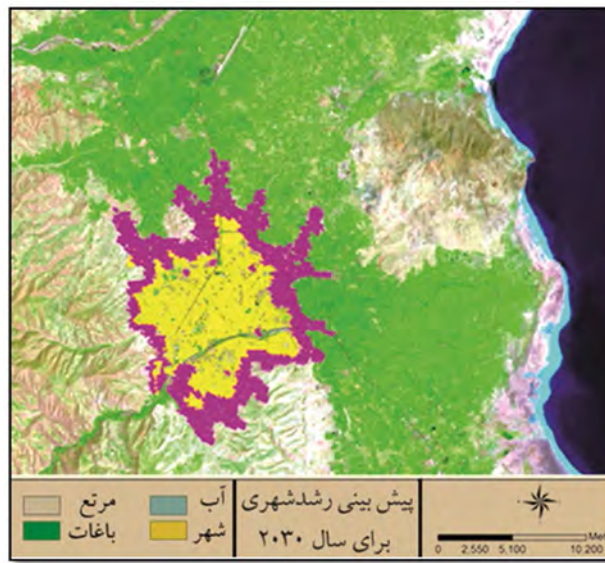 آب
مرتع
شهر
باغات
پیش بینی رشدشهری
برای سال ۲۰۳۰
0 2.550 5.100 10.200